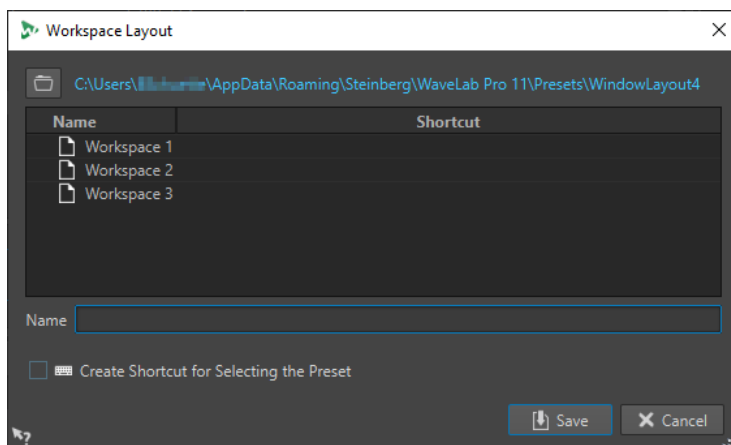 Workspace Layout
C:\Users\ \AppData\Roaming\Steinberg\WaveLab Pro 11\Presets\WindowLayout4
Name Shortcut
Workspace 1
Workspace 2
Workspace 3
Name
Create Shortcut for Selecting the Preset
Save Cancel